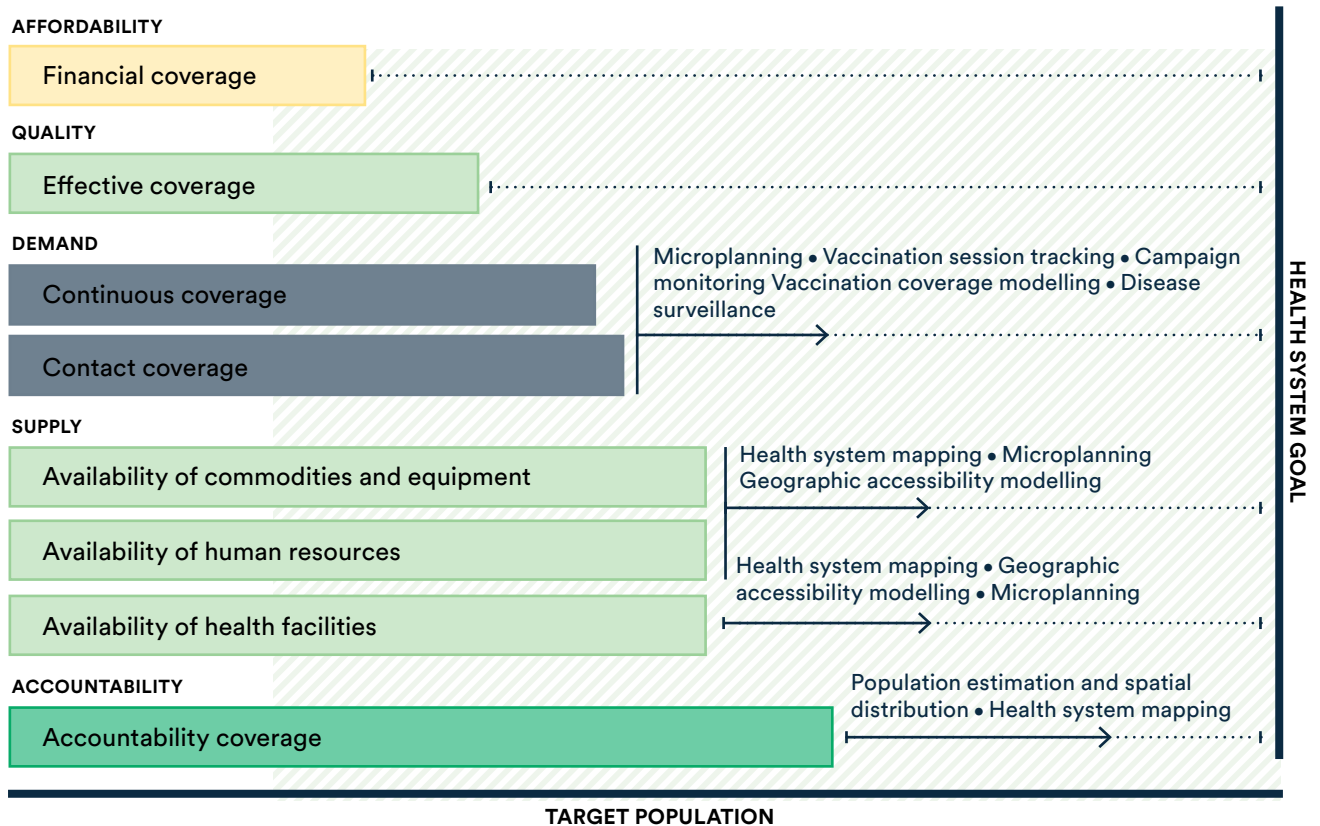 AFFORDABILITY
Financial coverage
QUALITY
Effective coverage
DEMAND
Continuous coverage
Contact coverage
Microplanning • Vaccination session tracking • Campaign
monitoring Vaccination coverage modelling • Disease
surveillance
SUPPLY
Availability of commodities and equipment
Availability of human resources
Availability of health facilities
Health system mapping • Microplanning
Geographic accessibility modelling
Health system mapping • Geographic
accessibility modelling • Microplanning
ACCOUNTABILITY
Accountability coverage
Population estimation and spatial
distribution • Health system mapping
HEALTH SYSTEM GOAL
TARGET POPULATION